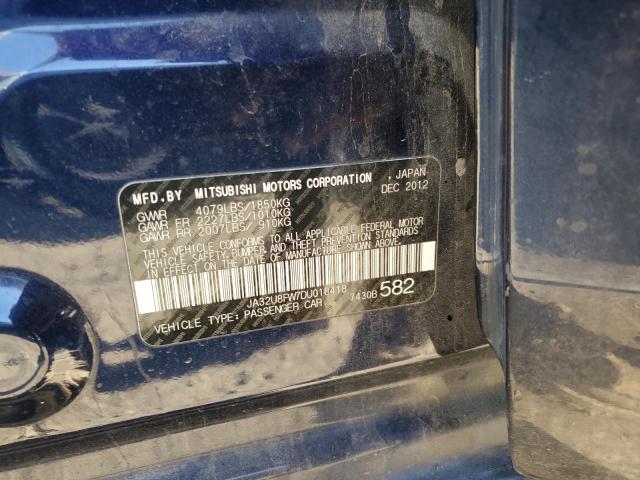 MFD.BY MITSUBISHI MOTORS CORPORATION , JAPAN
DEC 2012
GVWR 4079LBS/1850KG
GAWR FR 2227LBS/1010KG
GAWR RR 2007LBS/ 910KG
THIS VEHICLE CONFORMS TO ALL APPLICABLE FEDERAL MOTOR
VEHICLE SAFETY, BUMPER, AND THEFT PREVENTION STANDARDS
IN EFFECT ON THE DATE OF MANUFACTURE SHOWN ABOVE.
JA32U8FW7DU018418
VEHICLE TYPE: PASSENGER CAR 7430B 582